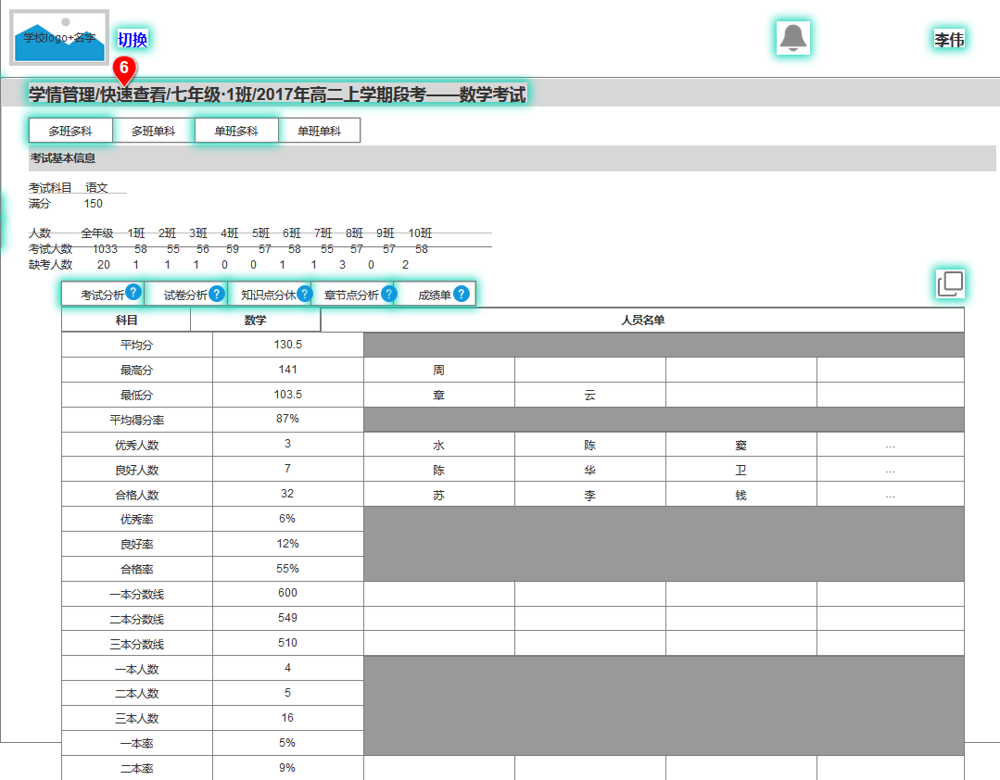 学校logo+名字 切换 李伟
6
学情管理/快速查看/七年级·1班/2017年高二上学期段考——数学考试
多班多科 多班单科 单班多科 单班单科
考试基本信息
考试科目 语文
满分 150
人数 全年级 1班 2班 3班 4班 5班 6班 7班 8班 9班 10班
考试人数 1033 58 55 56 59 57 58 55 57 57 58
缺考人数 20 1 1 1 0 0 1 1 3 0 2
考试分析 ? 试卷分析 ? 知识点分休 ? 章节点分析 ? 成绩单 ?
科目 数学 人员名单
平均分 130.5
最高分 141 周
最低分 103.5 章 云
平均得分率 87%
优秀人数 3 水 陈 窦 ...
良好人数 7 陈 华 卫 ...
合格人数 32 苏 李 钱 ...
优秀率 6%
良好率 12%
合格率 55%
一本分数线 600
二本分数线 549
三本分数线 510
一本人数 4
二本人数 5
三本人数 16
一本率 5%
二本率 9%